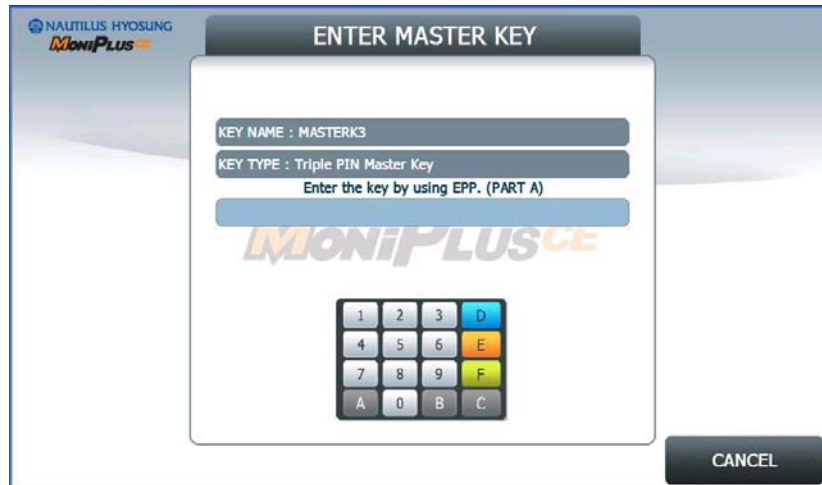 NAUTILUS HYOSUNG
MoniPlus CE
ENTER MASTER KEY
KEY NAME : MASTERK3
KEY TYPE : Triple PIN Master Key
Enter the key by using EPP. (PART A)
MoniPlus CE
1 2 3 D
4 5 6 E
7 8 9 F
A 0 B C
CANCEL